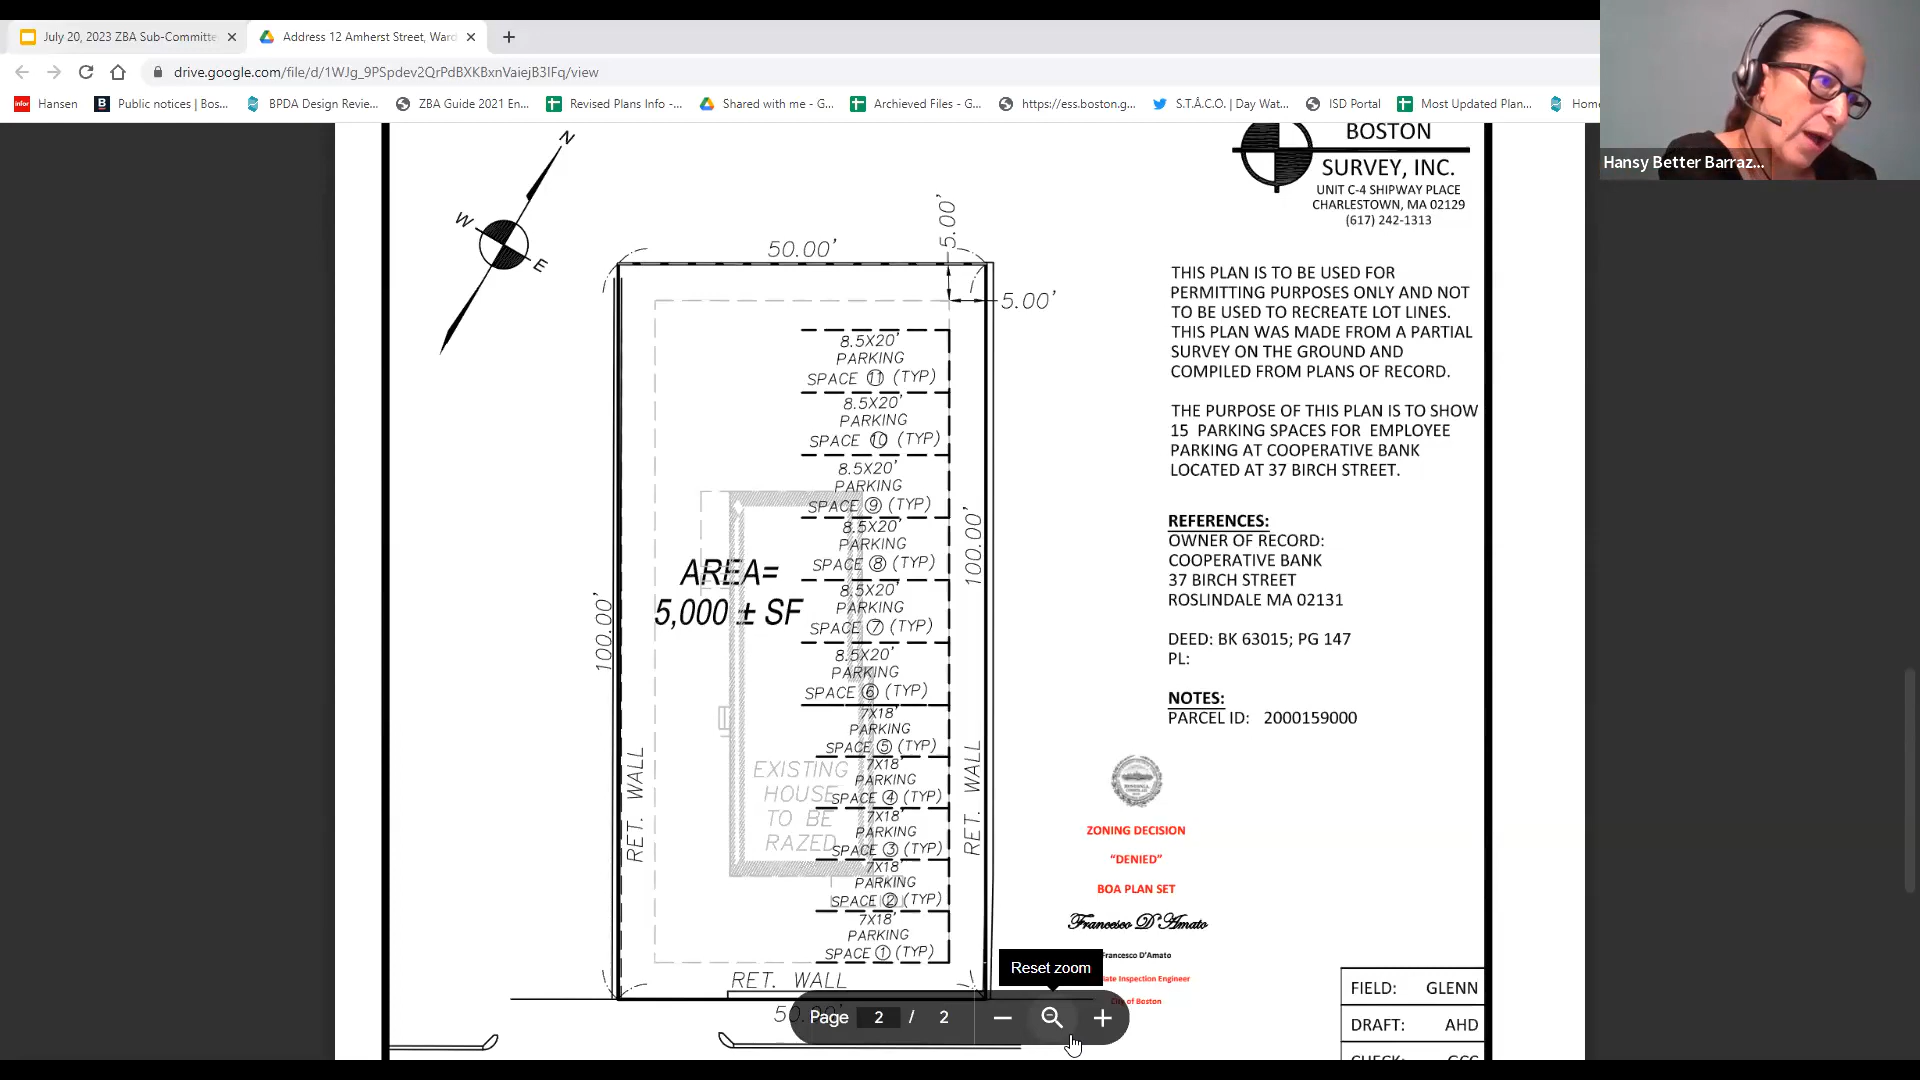 July 20, 2023 ZBA Sub-Committe
Address 12 Amherst Street, Ward
drive.google.com/file/d/1WJg_9PSpdev2QrPdBXKBxnVaiejB3IFq/view
Hansen
Public notices | Bos...
BPDA Design Revie...
ZBA Guide 2021 En...
Revised Plans Info -...
Shared with me - G...
Archieved Files - G...
https://ess.boston.g...
S.T.Â.C.O. | Day Wat...
ISD Portal
Most Updated Plan...
Home
Hansy Better Barraz...
N
W
E
BOSTON
SURVEY, INC.
UNIT C-4 SHIPWAY PLACE
CHARLESTOWN, MA 02129
(617) 242-1313
50.00'
5.00'
5.00'
THIS PLAN IS TO BE USED FOR
PERMITTING PURPOSES ONLY AND NOT
TO BE USED TO RECREATE LOT LINES.
THIS PLAN WAS MADE FROM A PARTIAL
SURVEY ON THE GROUND AND
COMPILED FROM PLANS OF RECORD.
THE PURPOSE OF THIS PLAN IS TO SHOW
15 PARKING SPACES FOR EMPLOYEE
PARKING AT COOPERATIVE BANK
LOCATED AT 37 BIRCH STREET.
REFERENCES:
OWNER OF RECORD:
COOPERATIVE BANK
37 BIRCH STREET
ROSLINDALE MA 02131
DEED: BK 63015; PG 147
PL:
NOTES:
PARCEL ID: 2000159000
8.5X20'
PARKING
SPACE 11 (TYP)
8.5X20'
PARKING
SPACE 10 (TYP)
8.5X20'
PARKING
SPACE 9 (TYP)
8.5X20'
PARKING
SPACE 8 (TYP)
8.5X20'
PARKING
SPACE 7 (TYP)
8.5X20'
PARKING
SPACE 6 (TYP)
7X18'
PARKING
SPACE 5 (TYP)
7X18'
PARKING
SPACE 4 (TYP)
7X18'
PARKING
SPACE 3 (TYP)
7X18'
PARKING
SPACE 2 (TYP)
7X18'
PARKING
SPACE 1 (TYP)
AREA=
5,000 ± SF
100.00'
100.00'
RET. WALL
RET. WALL
EXISTING
HOUSE
TO BE
RAZED
RET. WALL
ZONING DECISION
"DENIED"
BOA PLAN SET
Francesco D'Amato
Francesco D'Amato
iate Inspection Engineer
City of Boston
Reset zoom
Page 2 / 2
FIELD: GLENN
DRAFT: AHD